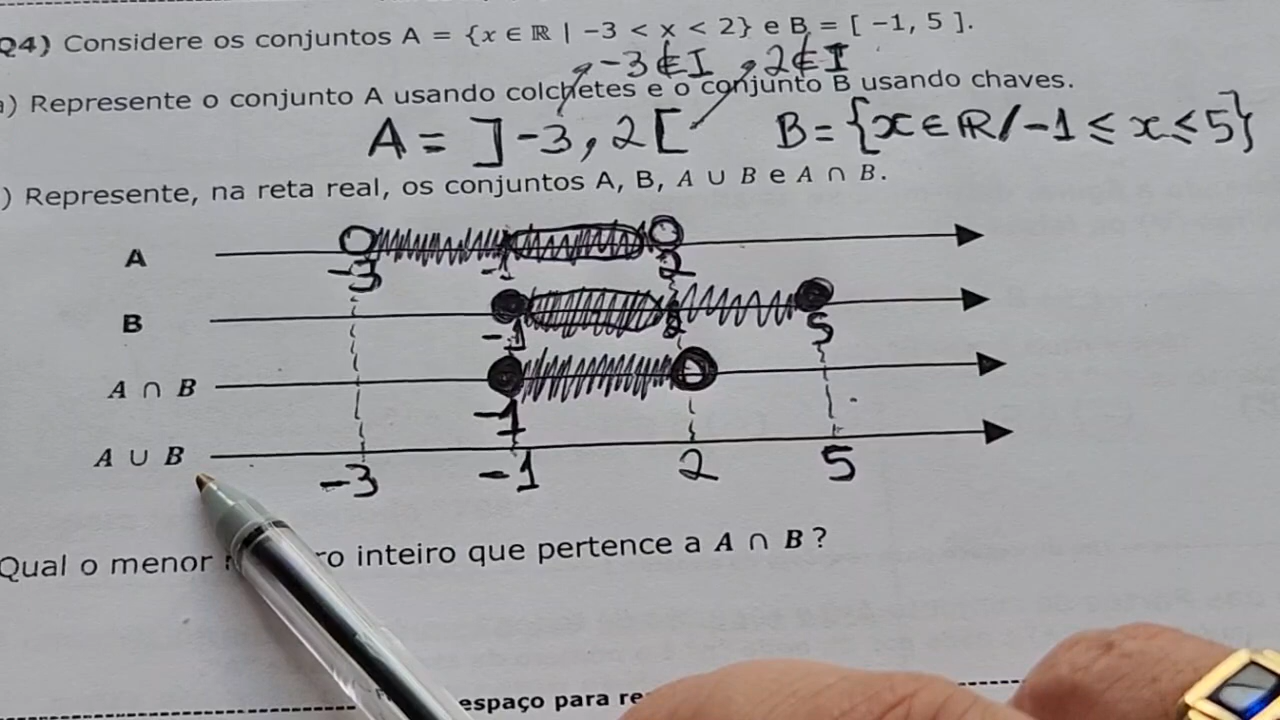 Q4) Considere os conjuntos A = {x ∈ ℝ | −3 < x < 2} e B = [ −1, 5 ].
-3 ∉ I , 2 ∉ I
a) Represente o conjunto A usando colchetes e o conjunto B usando chaves.
A = ]-3, 2[ B = {x ∈ ℝ / -1 ≤ x ≤ 5}
) Represente, na reta real, os conjuntos A, B, A ∪ B e A ∩ B.
A
-3 -1 2
B
-1 2 5
A ∩ B
-1
A ∪ B
-3 -1 2 5
Qual o menor ro inteiro que pertence a A ∩ B ?
espaço para re